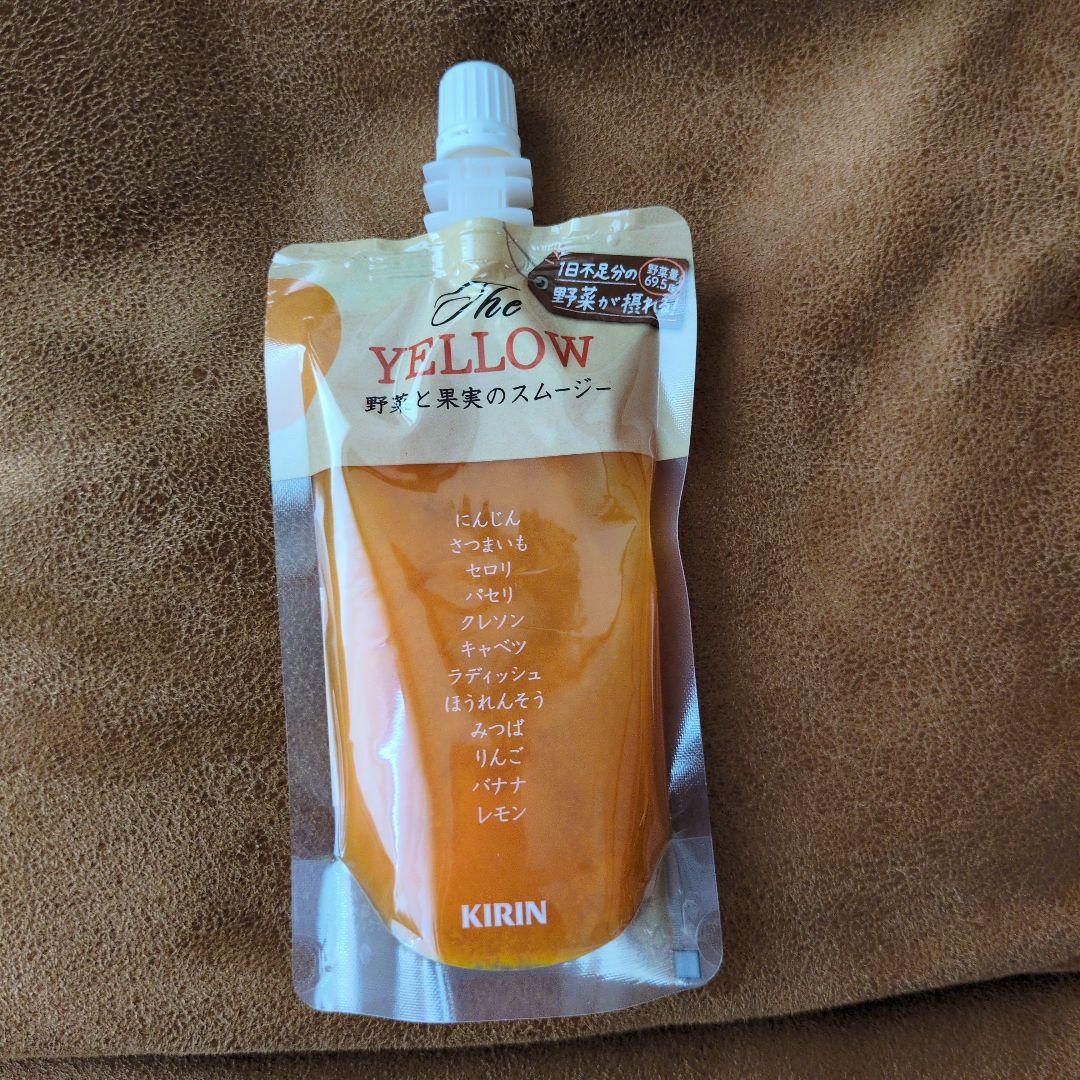 1日不足分の
野菜が摂れる!
野菜量
69.5
The
YELLOW
野菜と果実のスムージー
にんじん
さつまいも
セロリ
パセリ
クレソン
キャベツ
ラディッシュ
ほうれんそう
みつば
りんご
バナナ
レモン
KIRIN